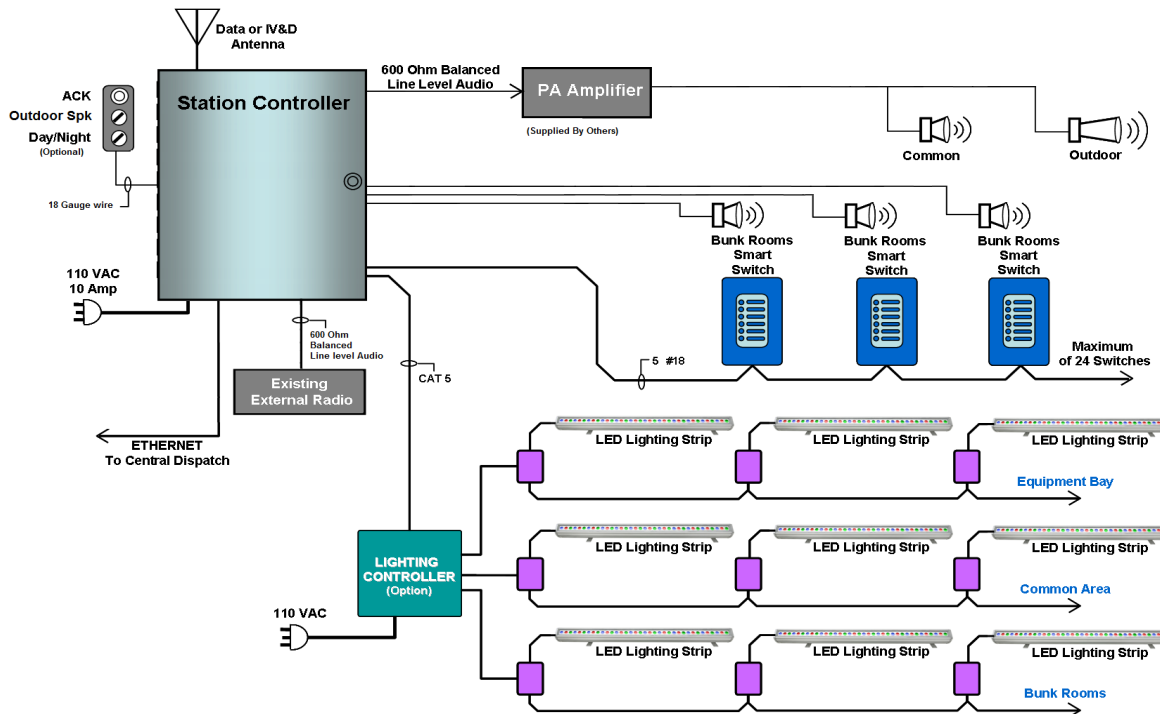 Data or IV&D
Antenna
Station Controller
600 Ohm Balanced
Line Level Audio
PA Amplifier
(Supplied By Others)
Common
Outdoor
ACK
Outdoor Spk
Day/Night
(Optional)
18 Gauge wire
Bunk Rooms
Smart
Switch
Bunk Rooms
Smart
Switch
Bunk Rooms
Smart
Switch
110 VAC
10 Amp
600 Ohm
Balanced
Line level Audio
Existing
External Radio
CAT 5
5 #18
Maximum
of 24 Switches
ETHERNET
To Central Dispatch
LED Lighting Strip
LED Lighting Strip
LED Lighting Strip
Equipment Bay
LED Lighting Strip
LED Lighting Strip
LED Lighting Strip
Common Area
LIGHTING
CONTROLLER
(Option)
110 VAC
LED Lighting Strip
LED Lighting Strip
LED Lighting Strip
Bunk Rooms